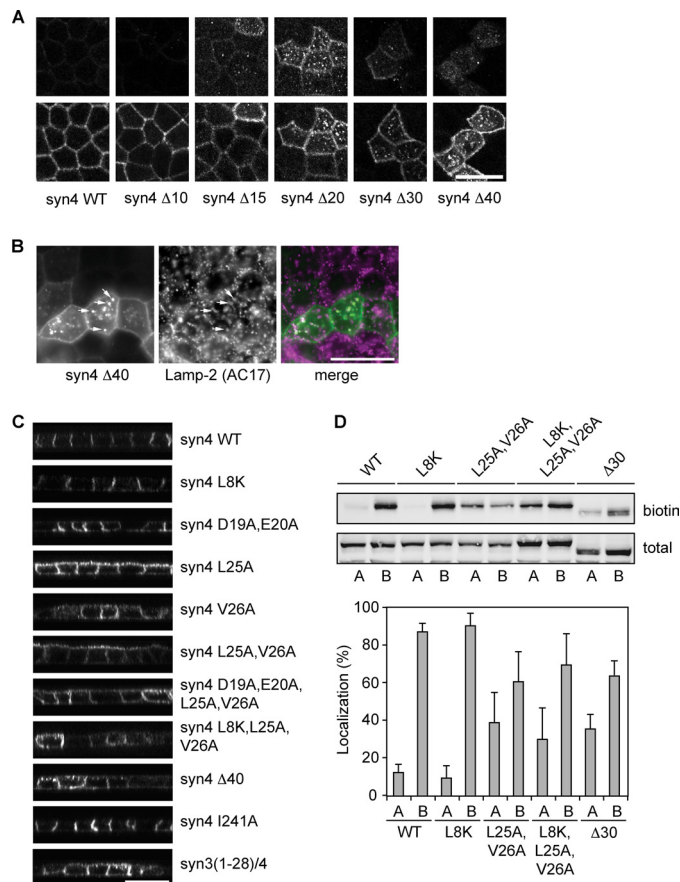 A
syn4 WT syn4 Δ10 syn4 Δ15 syn4 Δ20 syn4 Δ30 syn4 Δ40
B
syn4 Δ40 Lamp-2 (AC17) merge
C
syn4 WT
syn4 L8K
syn4 D19A,E20A
syn4 L25A
syn4 V26A
syn4 L25A,V26A
syn4 D19A,E20A,
L25A,V26A
syn4 L8K,L25A,
V26A
syn4 Δ40
syn4 I241A
syn3(1-28)/4
D
WT
L8K
L25A,V26A
L8K,
L25A,V26A
Δ30
biotin
total
A B A B A B A B A B
Localization (%)
100
80
60
40
20
0
A B A B A B A B A B
WT L8K L25A, L8K, Δ30
V26A L25A,
V26A